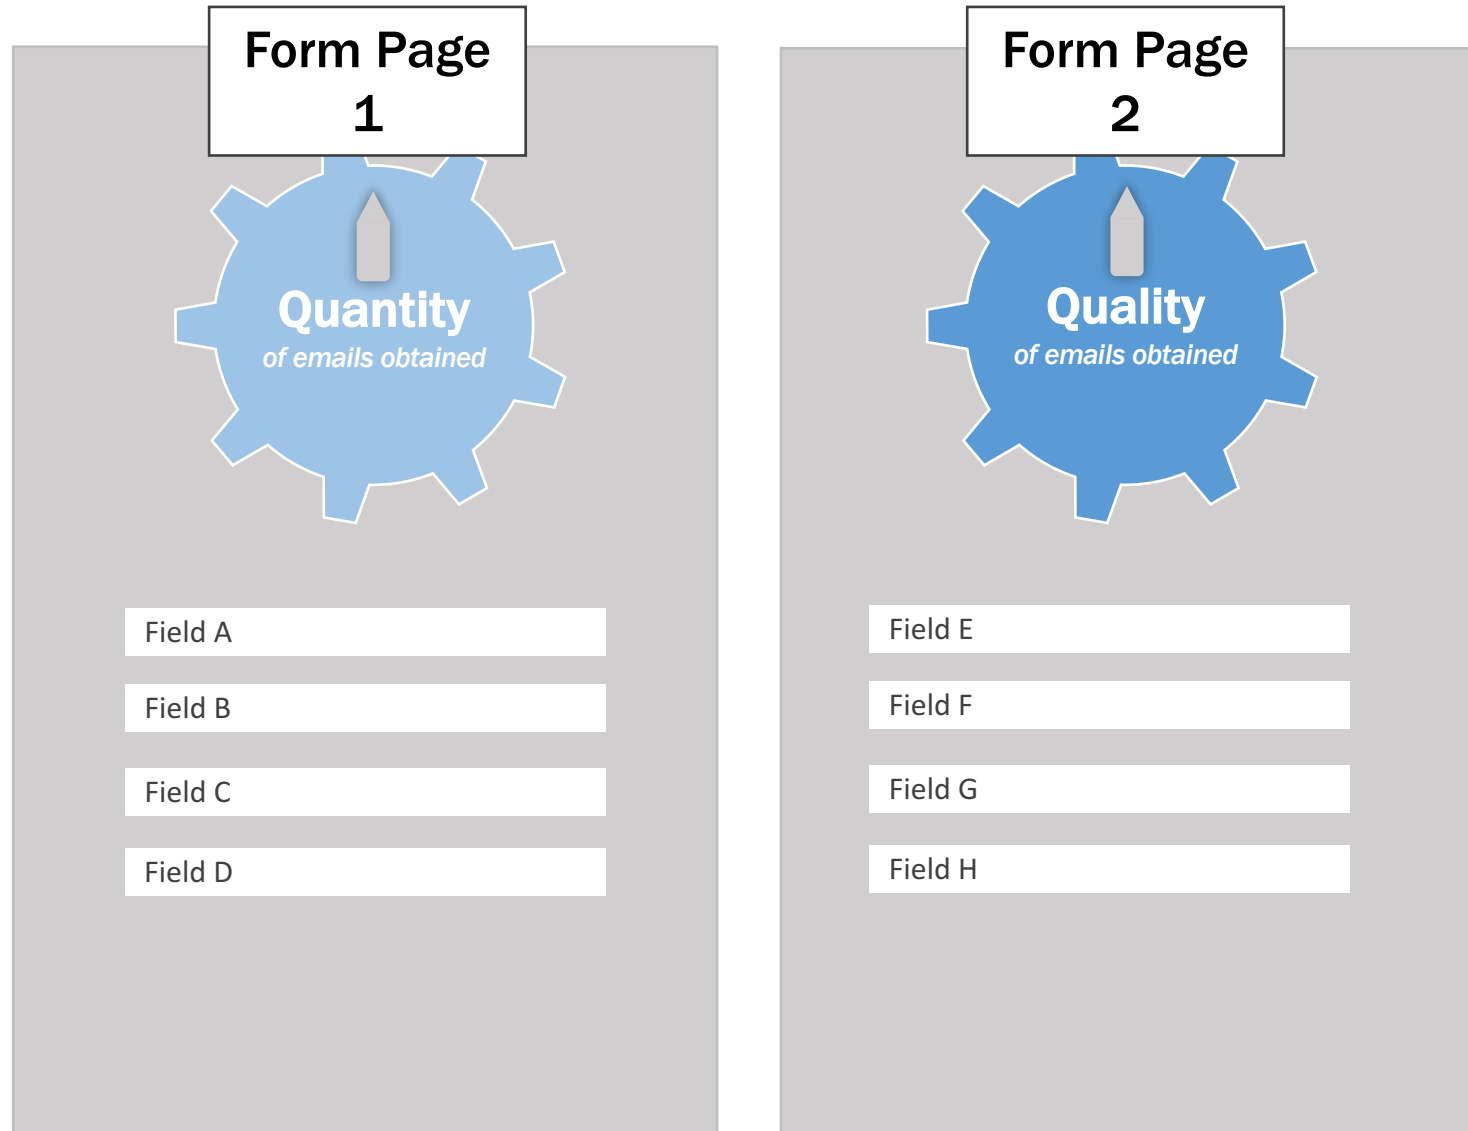 Form Page
1
Quantity
of emails obtained
Field A
Field B
Field C
Field D
Form Page
2
Quality
of emails obtained
Field E
Field F
Field G
Field H